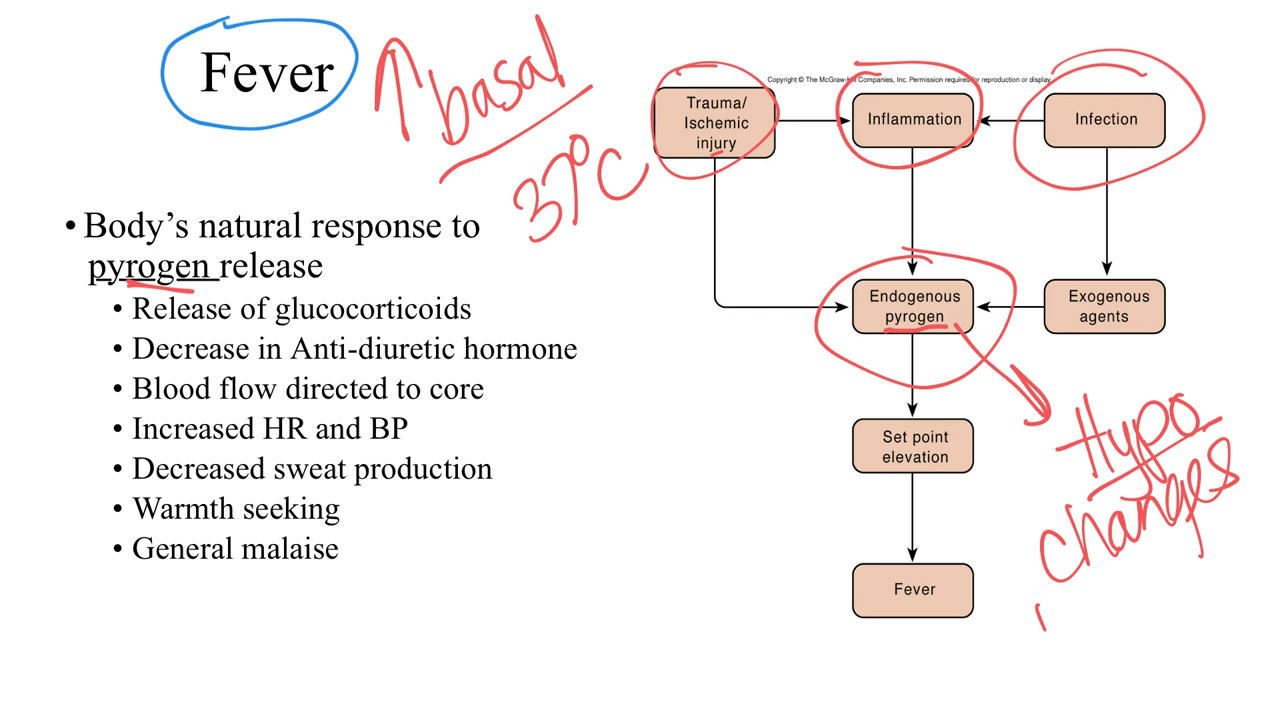 Fever
↑ basal
37°C
• Body’s natural response to
pyrogen release
• Release of glucocorticoids
• Decrease in Anti-diuretic hormone
• Blood flow directed to core
• Increased HR and BP
• Decreased sweat production
• Warmth seeking
• General malaise
Copyright © The McGraw-Hill Companies, Inc. Permission required for reproduction or display.
Trauma/
Ischemic
injury
Inflammation
Infection
Endogenous
pyrogen
Exogenous
agents
Hypo
changes
Set point
elevation
Fever